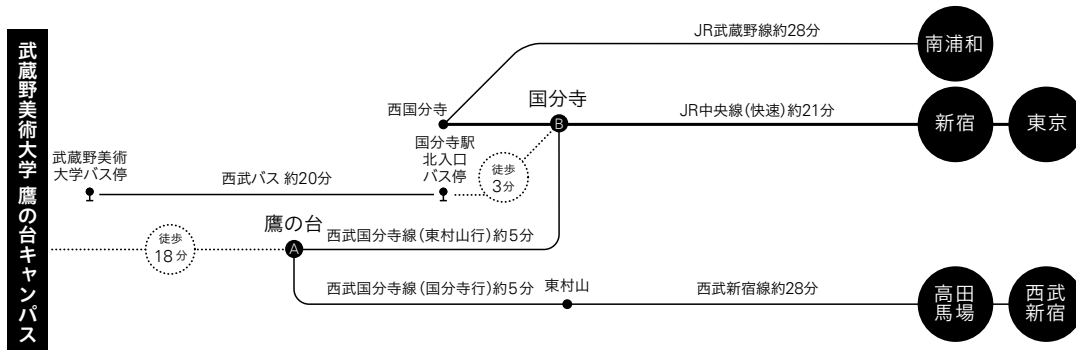 武蔵野美術大学 鷹の台キャンパス
JR武蔵野線約28分
南浦和
西国分寺
国分寺
B
JR中央線(快速)約21分
新宿
東京
武蔵野美術
大学バス停
西武バス 約20分
国分寺駅
北入口
バス停
徒歩
3分
徒歩
18分
鷹の台
A
西武国分寺線(東村山行)約5分
西武国分寺線(国分寺行)約5分
東村山
西武新宿線約28分
高田
馬場
西武
新宿